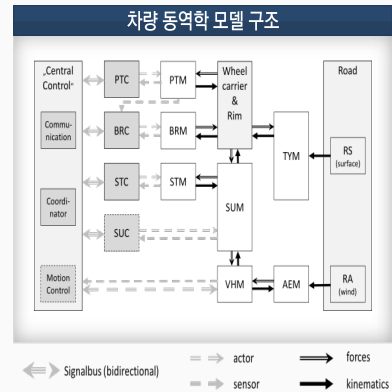 차량 동역학 모델 구조
„Central
Control“
Commu-
nication
Coordi-
nator
Motion
Control
PTC
PTM
BRC
BRM
STC
STM
SUC
Wheel
carrier
&
Rim
SUM
VHM
TYM
AEM
Road
RS
(surface)
RA
(wind)
Signalbus (bidirectional)
actor
sensor
forces
kinematics